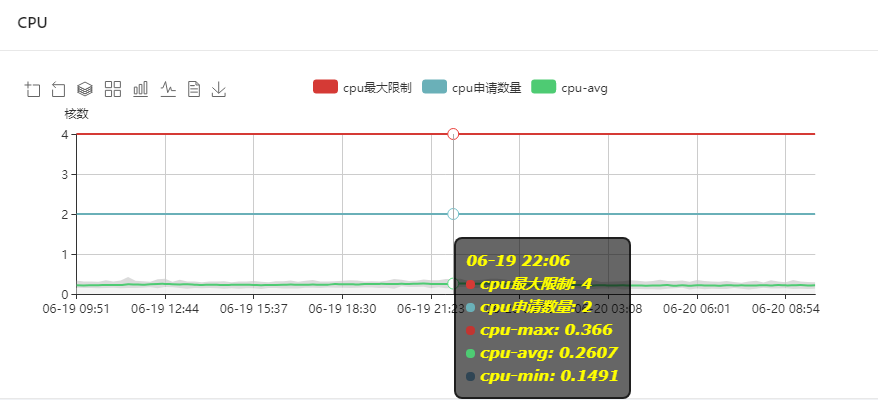 CPU
cpu最大限制 cpu申请数量 cpu-avg
核数
4
3
2
1
0
06-19 09:51 06-19 12:44 06-19 15:37 06-19 18:30 06-19 21:23 06-20 03:08 06-20 06:01 06-20 08:54
06-19 22:06
cpu最大限制: 4
cpu申请数量: 2
cpu-max: 0.366
cpu-avg: 0.2607
cpu-min: 0.1491